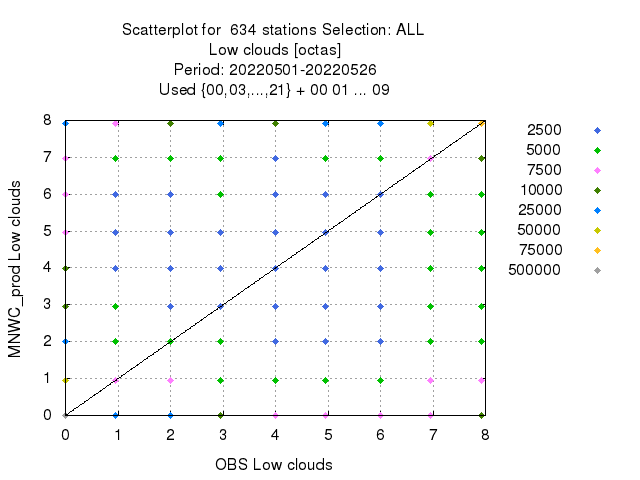 Scatterplot for  634 stations Selection: ALL
Low clouds [octas]
Period: 20220501-20220526
Used {00,03,...,21} + 00 01 ... 09
8
7
6
5
4
3
2
1
0
MNWC_prod Low clouds
0 1 2 3 4 5 6 7 8
OBS Low clouds
2500
5000
7500
10000
25000
50000
75000
500000